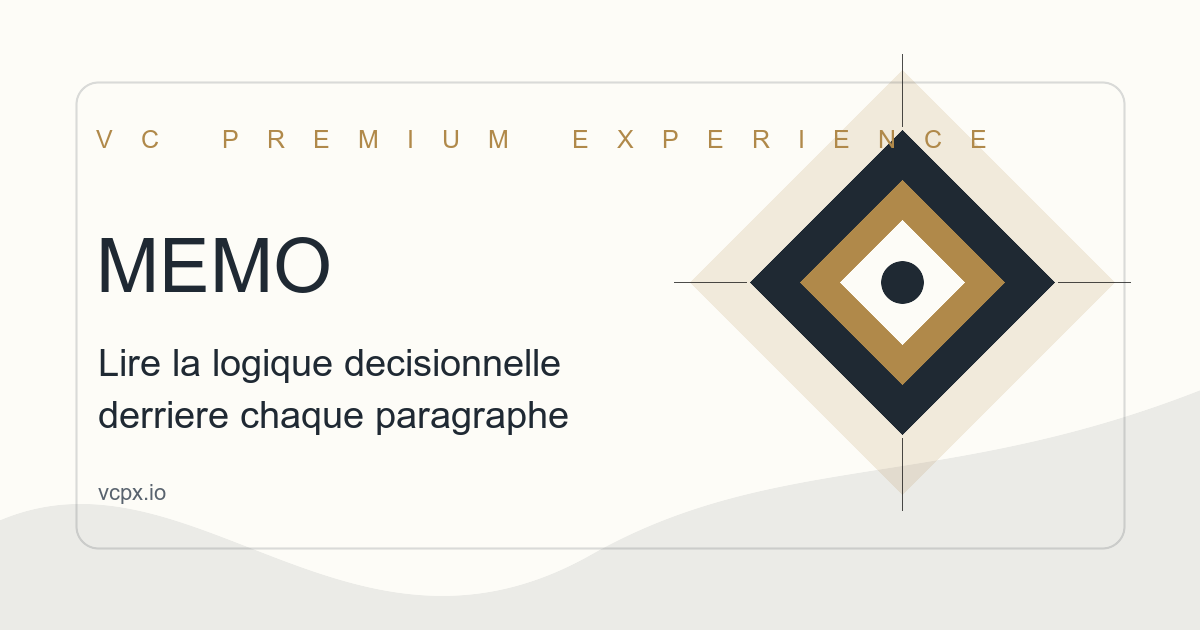 VC PREMIUM EXPERIENCE
MEMO
Lire la logique decisionnelle
derriere chaque paragraphe
vcpx.io